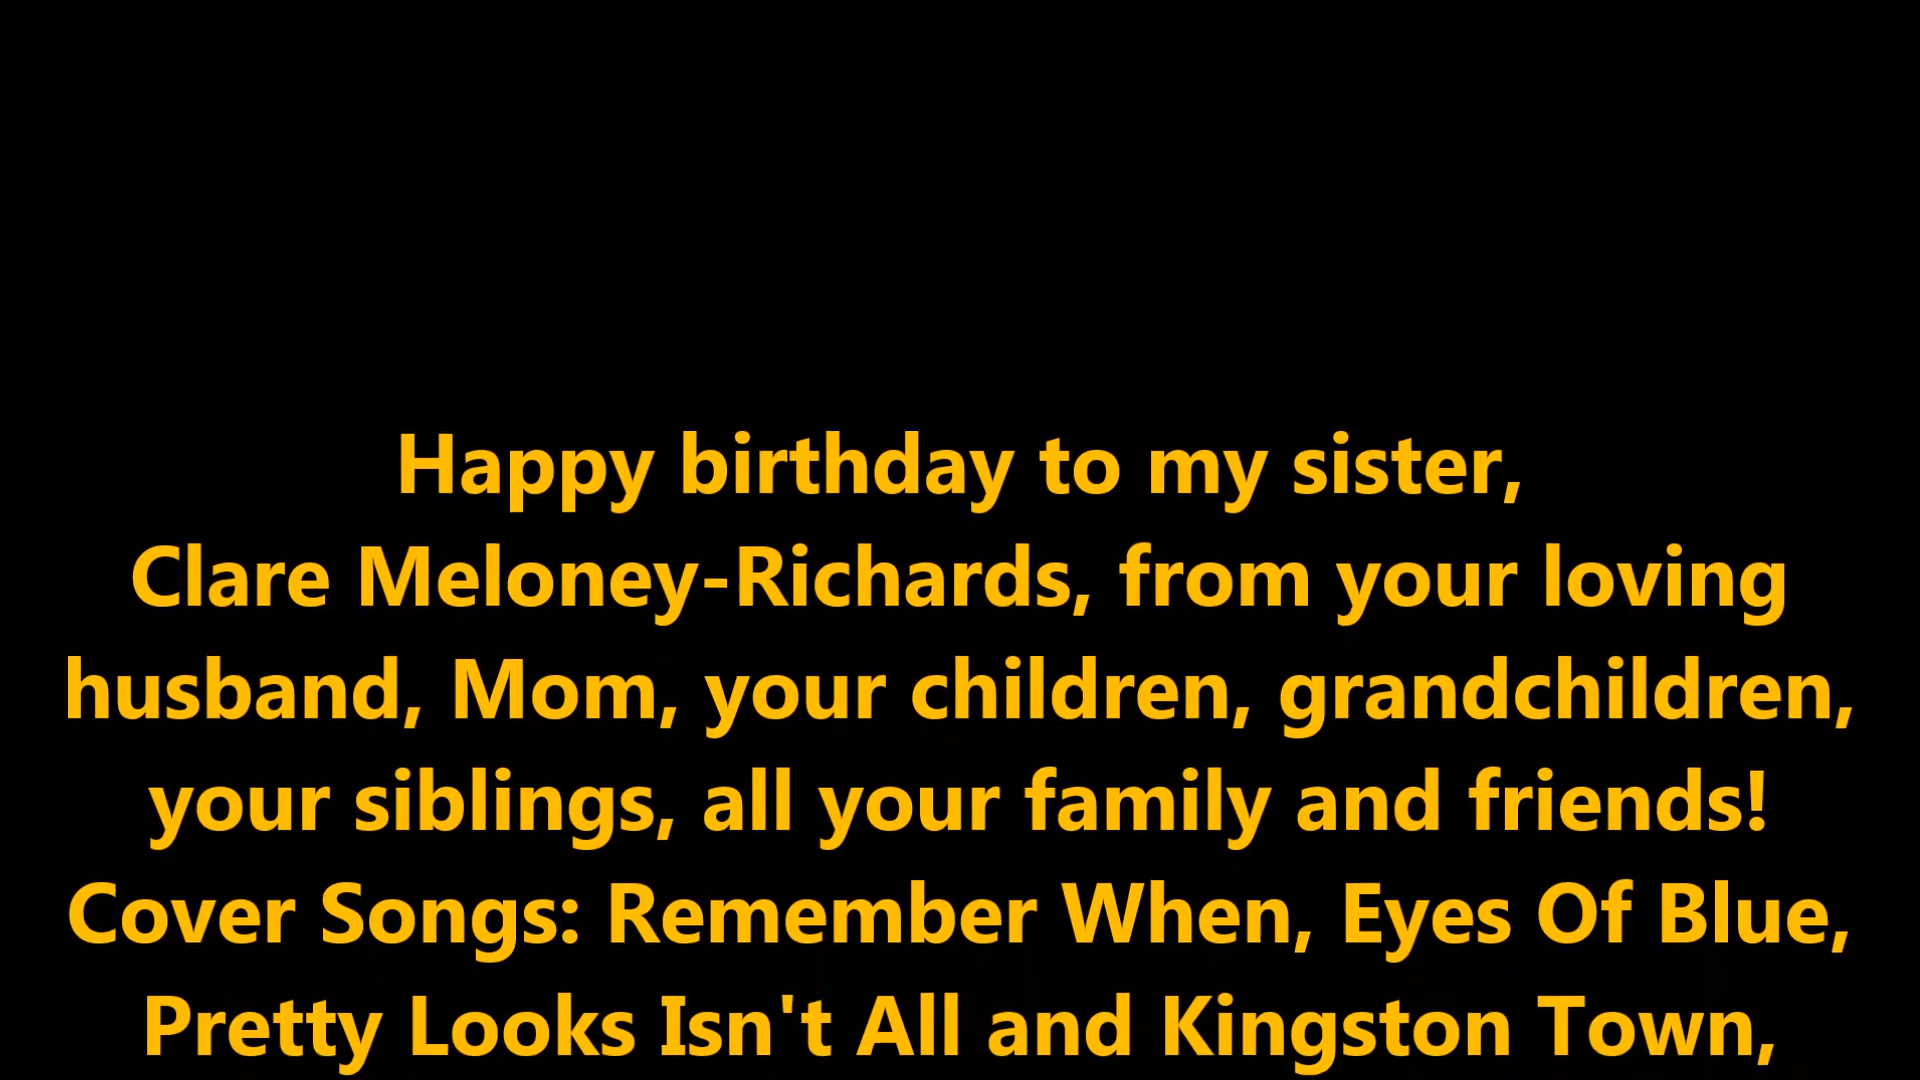 Happy birthday to my sister,
Clare Meloney-Richards, from your loving
husband, Mom, your children, grandchildren,
your siblings, all your family and friends!
Cover Songs: Remember When, Eyes Of Blue,
Pretty Looks Isn't All and Kingston Town,